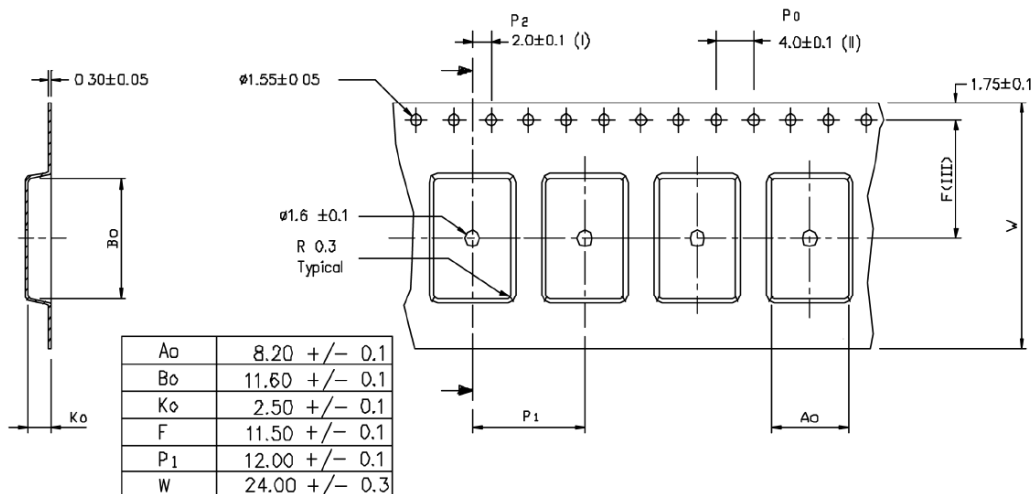 P2
2.0±0.1 (I)
P0
4.0±0.1 (II)
0.30±0.05
ø1.55±0.05
1.75±0.1
F(III)
W
Bo
ø1.6 ±0.1
R 0.3
Typical
Ko
P1
Ao
Ao 8.20 +/- 0.1
Bo 11.60 +/- 0.1
Ko 2.50 +/- 0.1
F 11.50 +/- 0.1
P1 12.00 +/- 0.1
W 24.00 +/- 0.3